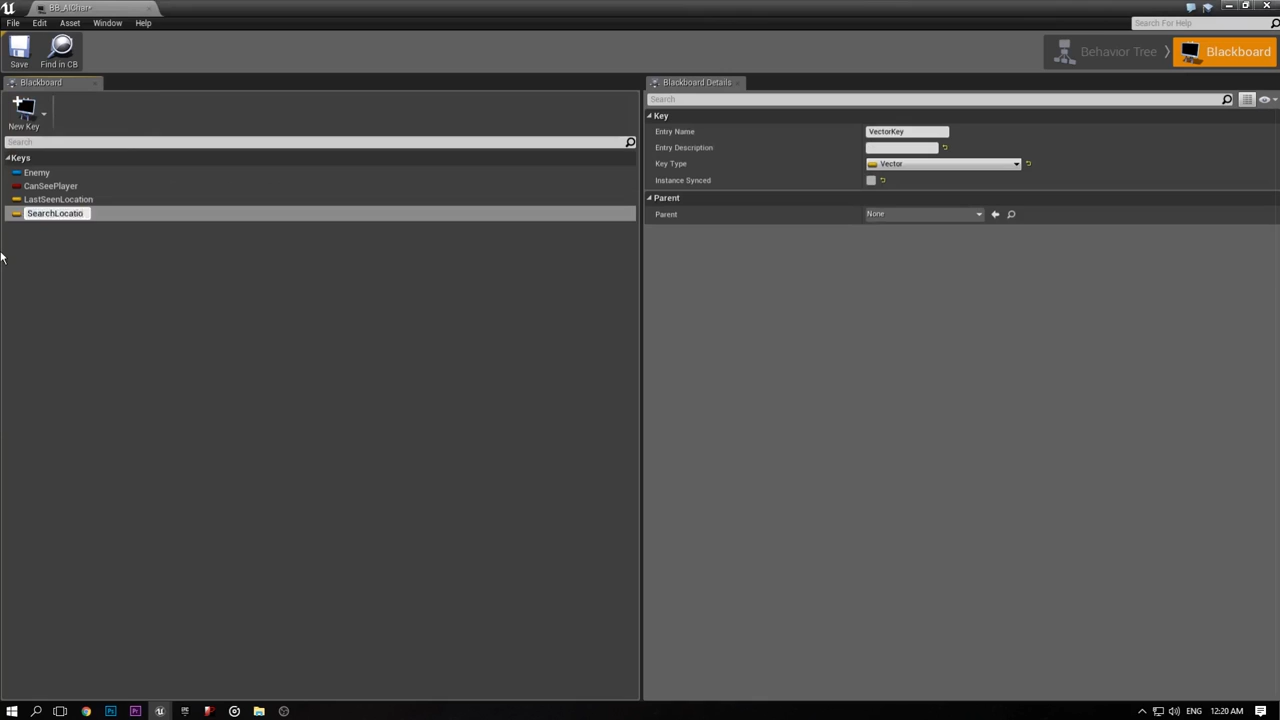 BB_AIChar*
File Edit Asset Window Help
Search For Help
Save Find in CB
Behavior Tree Blackboard
Blackboard
New Key
Search
Keys
Enemy
CanSeePlayer
LastSeenLocation
SearchLocatio
Blackboard Details
Search
Key
Entry Name VectorKey
Entry Description
Key Type Vector
Instance Synced
Parent
Parent None
Ps Pr ENG 12:20 AM